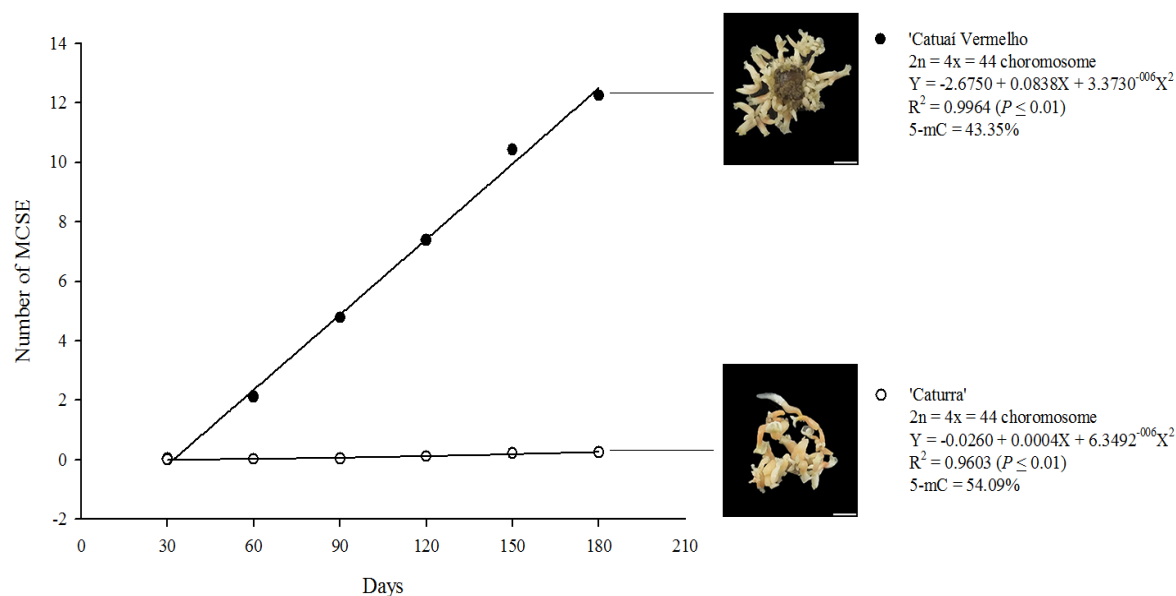 14
12
10
8
6
4
2
0
-2
Number of MCSE
0 30 60 90 120 150 180 210
Days
'Catuaí Vermelho
2n = 4x = 44 choromosome
Y = -2.6750 + 0.0838X + 3.3730⁻⁰⁰⁶X²
R² = 0.9964 (P ≤ 0.01)
5-mC = 43.35%
'Caturra'
2n = 4x = 44 choromosome
Y = -0.0260 + 0.0004X + 6.3492⁻⁰⁰⁶X²
R² = 0.9603 (P ≤ 0.01)
5-mC = 54.09%